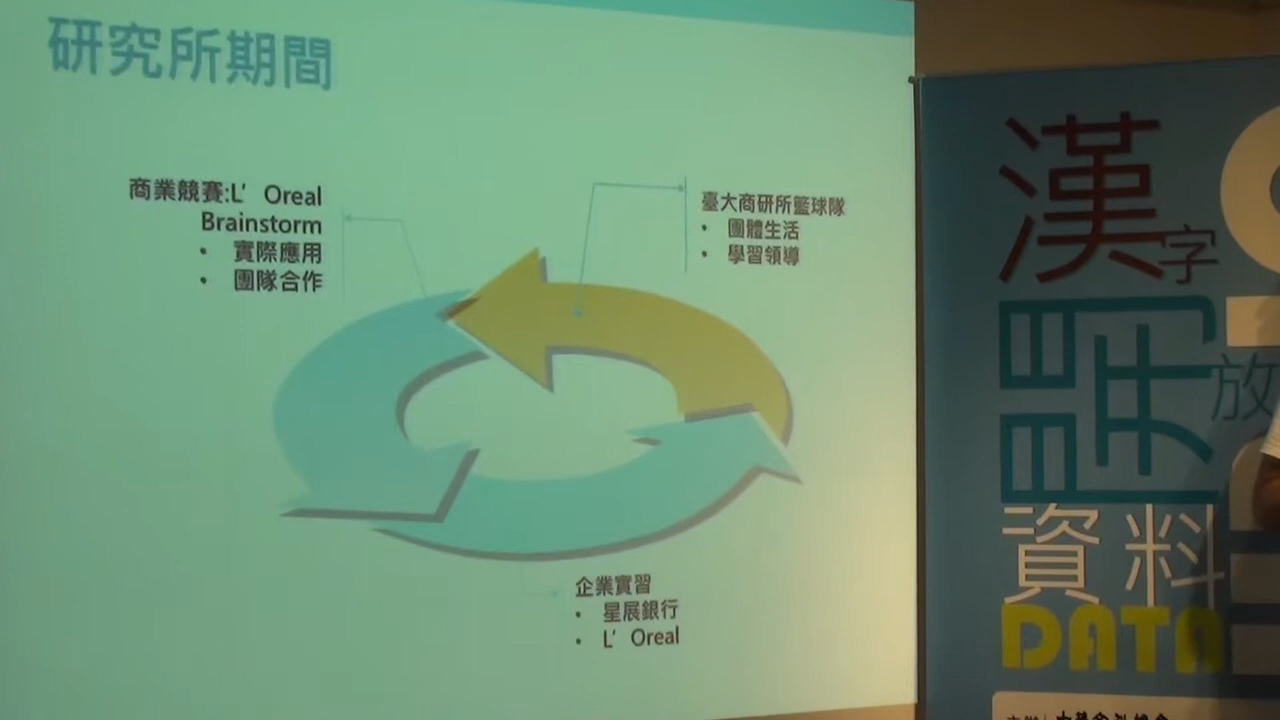 研究所期間
商業競賽:L’Oreal
Brainstorm
• 實際應用
• 團隊合作
臺大商研所籃球隊
• 團體生活
• 學習領導
企業實習
• 星展銀行
• L’Oreal
漢字
開放
資料
DATA